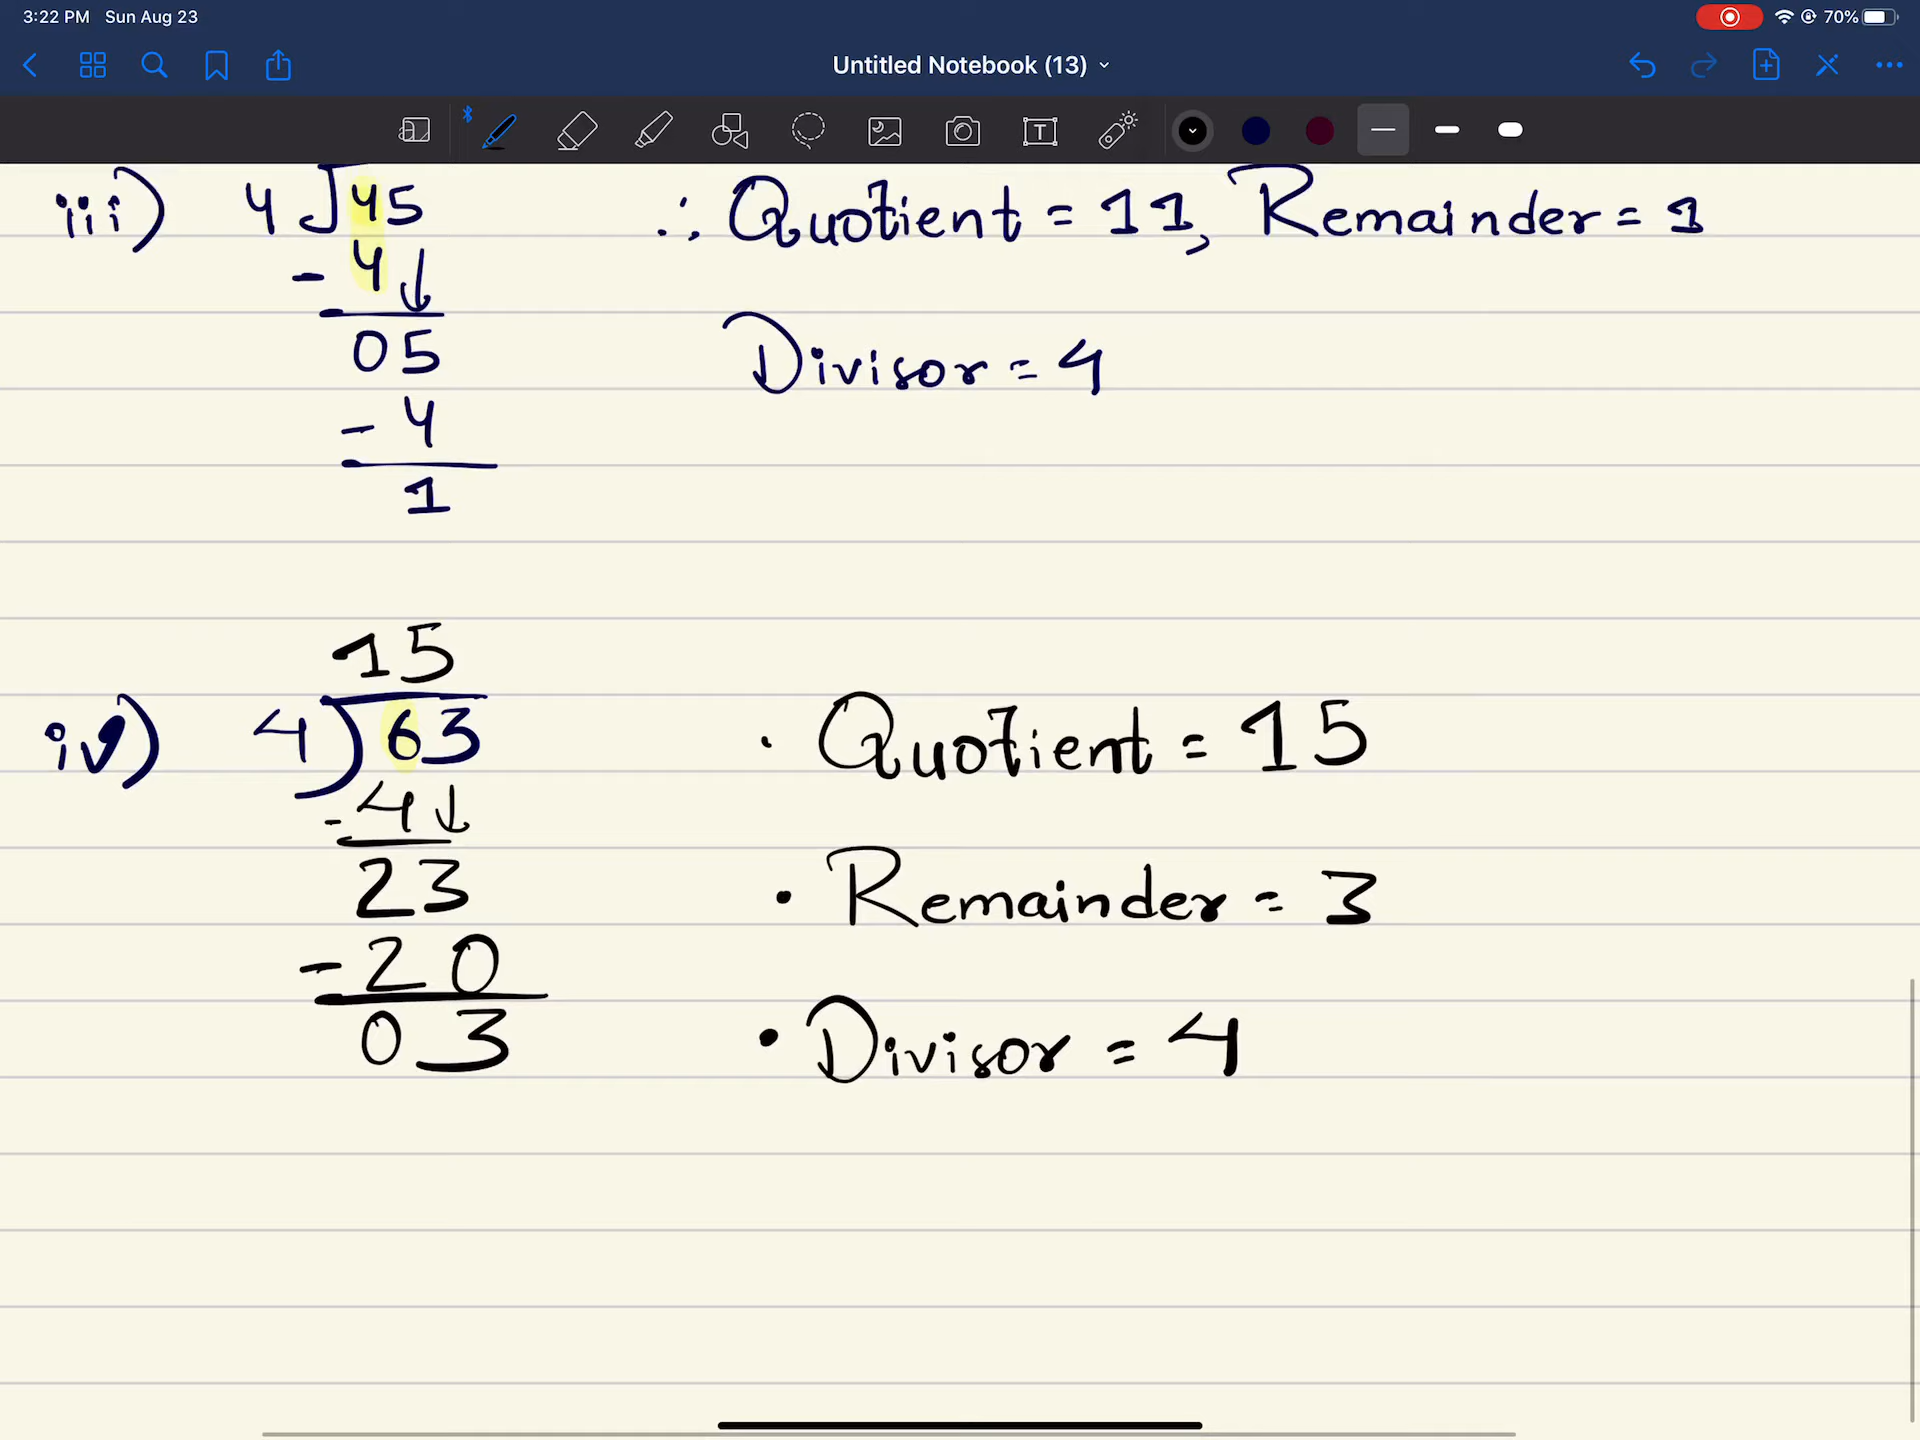 3:22 PM Sun Aug 23
70%
Untitled Notebook (13)
iii) 4 45 ∴ Quotient = 11, Remainder = 1
- 4 ↓
05 Divisor = 4
- 4
1
15
iv) 4 63 · Quotient = 15
- 4 ↓
23 • Remainder = 3
- 20
03 • Divisor = 4